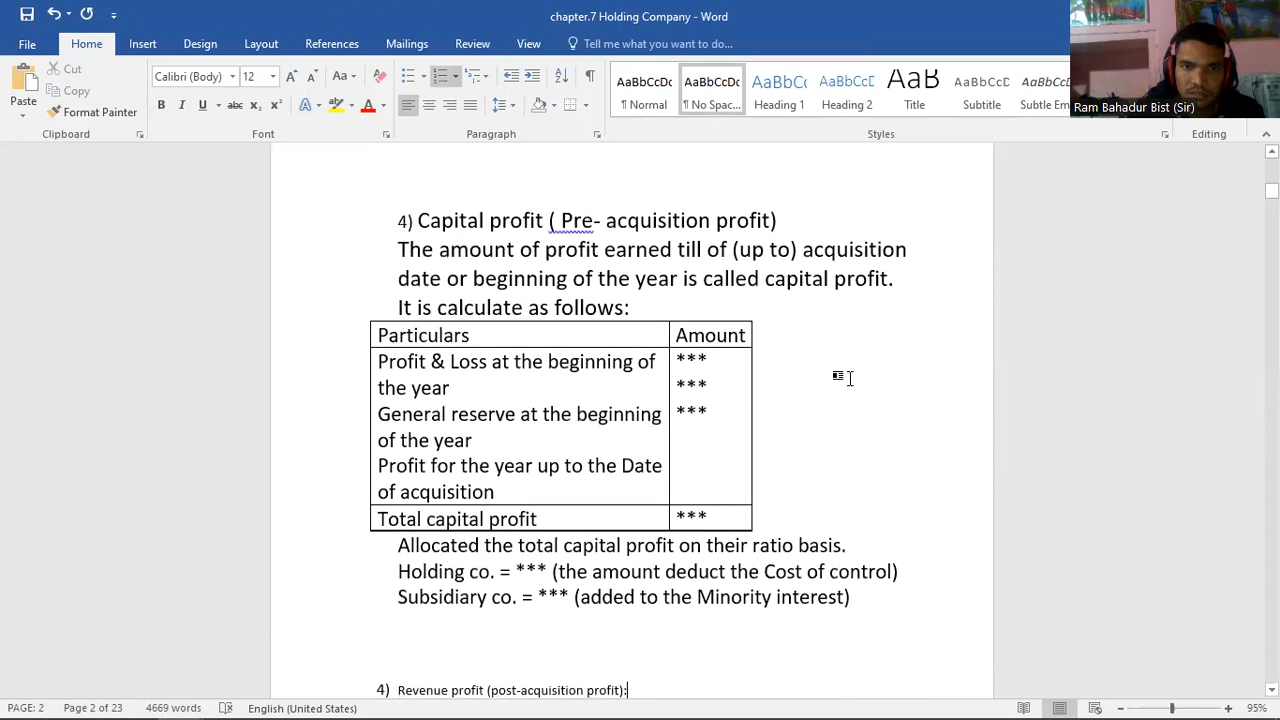 chapter.7 Holding Company - Word
File Home Insert Design Layout References Mailings Review View Tell me what you want to do...
Cut
Copy
Format Painter
Paste
Clipboard
Calibri (Body) 12
Font
Paragraph
AaBbCcDc AaBbCcDc AaBbCc AaBbCcD AaB AaBbCcD AaBbCcDc
¶ Normal ¶ No Spac... Heading 1 Heading 2 Title Subtitle Subtle Em
Styles
Editing
Ram Bahadur Bist (Sir)
4) Capital profit ( Pre- acquisition profit)
The amount of profit earned till of (up to) acquisition
date or beginning of the year is called capital profit.
It is calculate as follows:
Particulars Amount
Profit & Loss at the beginning of ***
the year ***
General reserve at the beginning ***
of the year
Profit for the year up to the Date
of acquisition
Total capital profit ***
Allocated the total capital profit on their ratio basis.
Holding co. = *** (the amount deduct the Cost of control)
Subsidiary co. = *** (added to the Minority interest)
4) Revenue profit (post-acquisition profit):
PAGE: 2 Page 2 of 23 4669 words English (United States) 95%